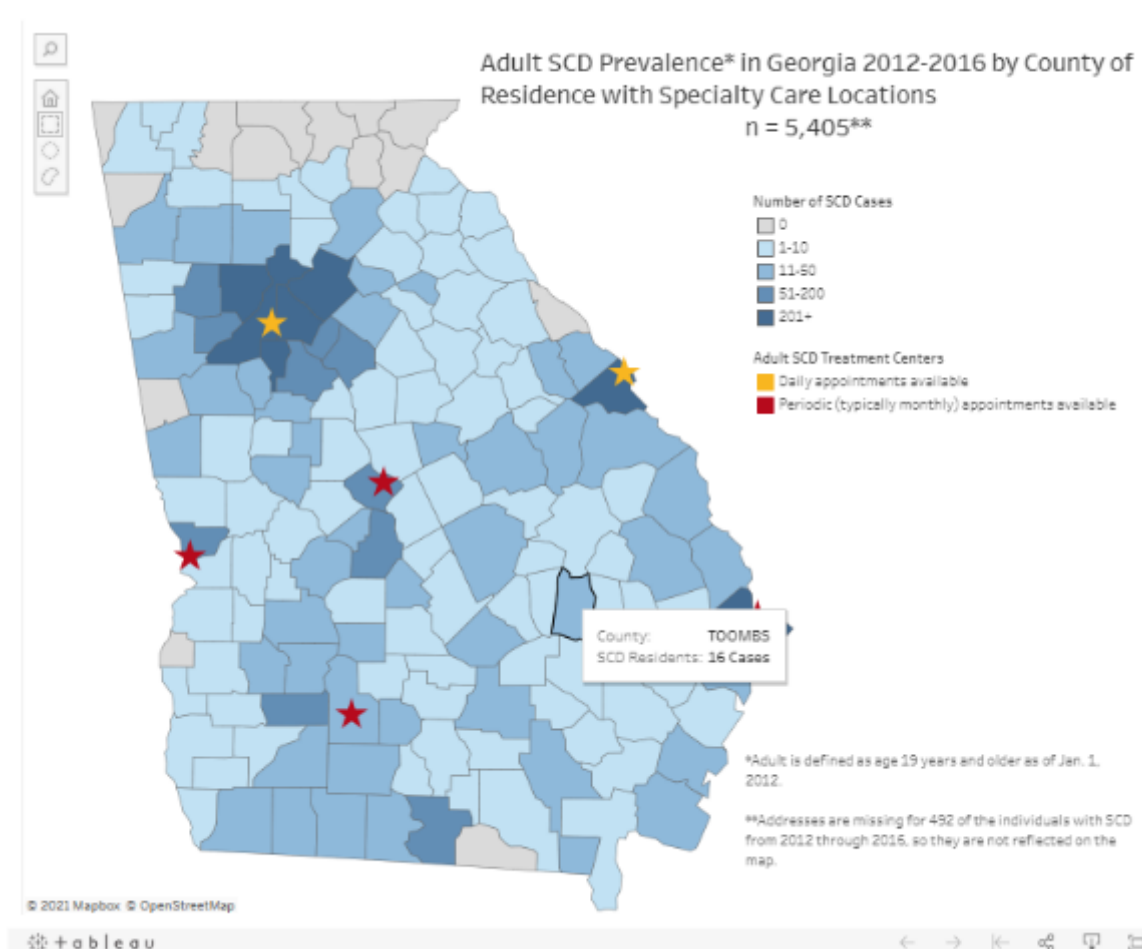 Adult SCD Prevalence* in Georgia 2012-2016 by County of
Residence with Specialty Care Locations
n = 5,405**
Number of SCD Cases
0
1-10
11-50
51-200
201+
Adult SCD Treatment Centers
Daily appointments available
Periodic (typically monthly) appointments available
County: TOOMBS
SCD Residents: 16 Cases
*Adult is defined as age 19 years and older as of Jan. 1,
2012.
**Addresses are missing for 492 of the individuals with SCD
from 2012 through 2016, so they are not reflected on the
map.
© 2021 Mapbox © OpenStreetMap
+ableau